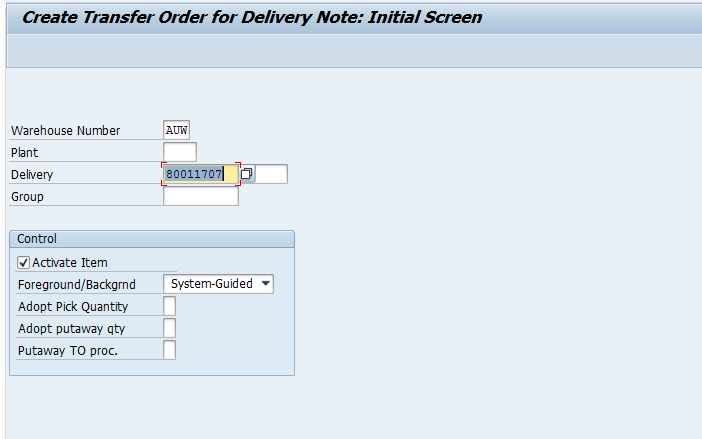 Create Transfer Order for Delivery Note: Initial Screen
Warehouse Number AUW
Plant
Delivery 80011707
Group
Control
Activate Item
Foreground/Backgrnd System-Guided
Adopt Pick Quantity
Adopt putaway qty
Putaway TO proc.